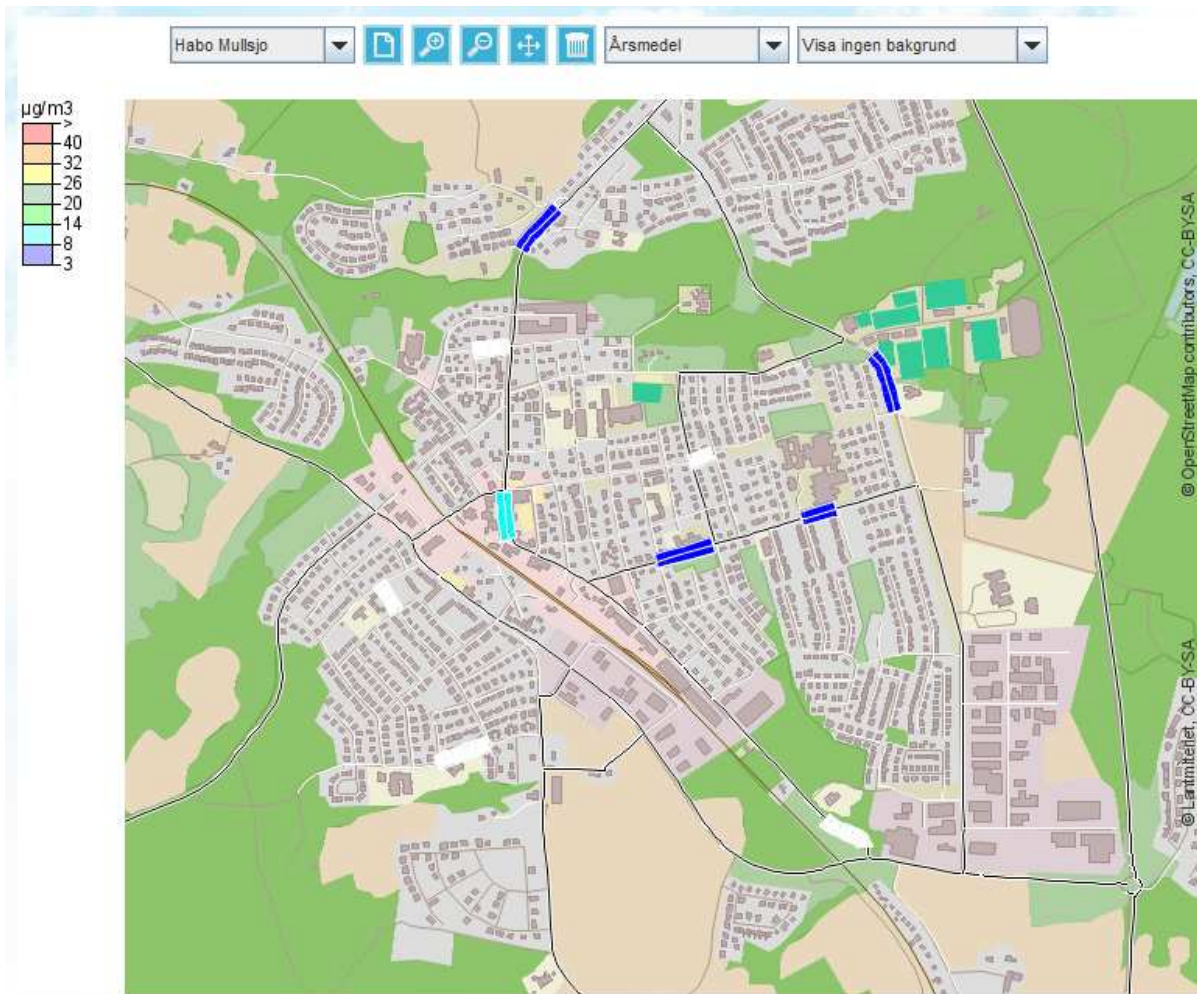 Habo Mullsjo
Årsmedel
Visa ingen bakgrund
µg/m3
>
40
32
26
20
14
8
3
© OpenStreetMap contributors, CC-BY-SA
© Lantmäteriet, CC-BY-SA